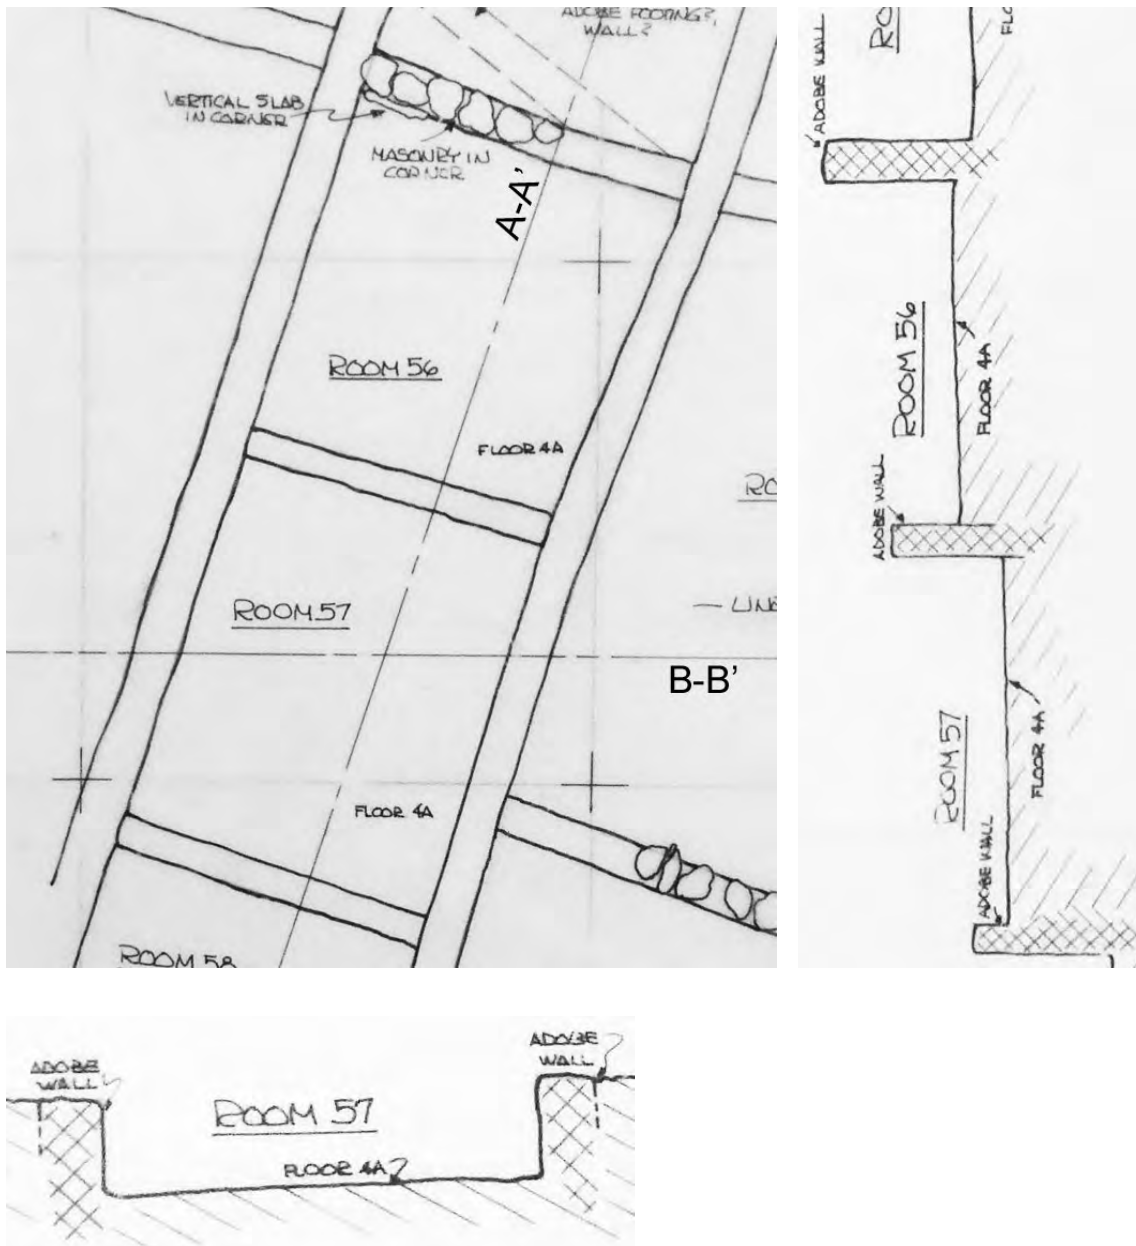 ADOBE FOOTING?,
WALL?
VERTICAL SLAB
IN CORNER
MASONRY IN
CORNER
A-A'
ROOM 56
FLOOR 4A
ROOM 57
B-B'
FLOOR 4A
ROOM 58
ADOBE WALL
ROOM 56
FLOOR 4A
ADOBE WALL
ROOM 57
FLOOR 4A
ADOBE WALL
ADOBE
WALL
ROOM 57
FLOOR 4A
ADOBE
WALL